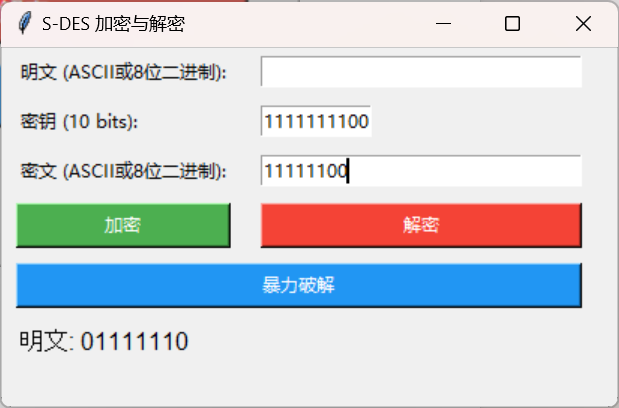 S-DES 加密与解密
明文 (ASCII或8位二进制):
密钥 (10 bits): 1111111100
密文 (ASCII或8位二进制): 11111100
加密 解密
暴力破解
明文: 01111110